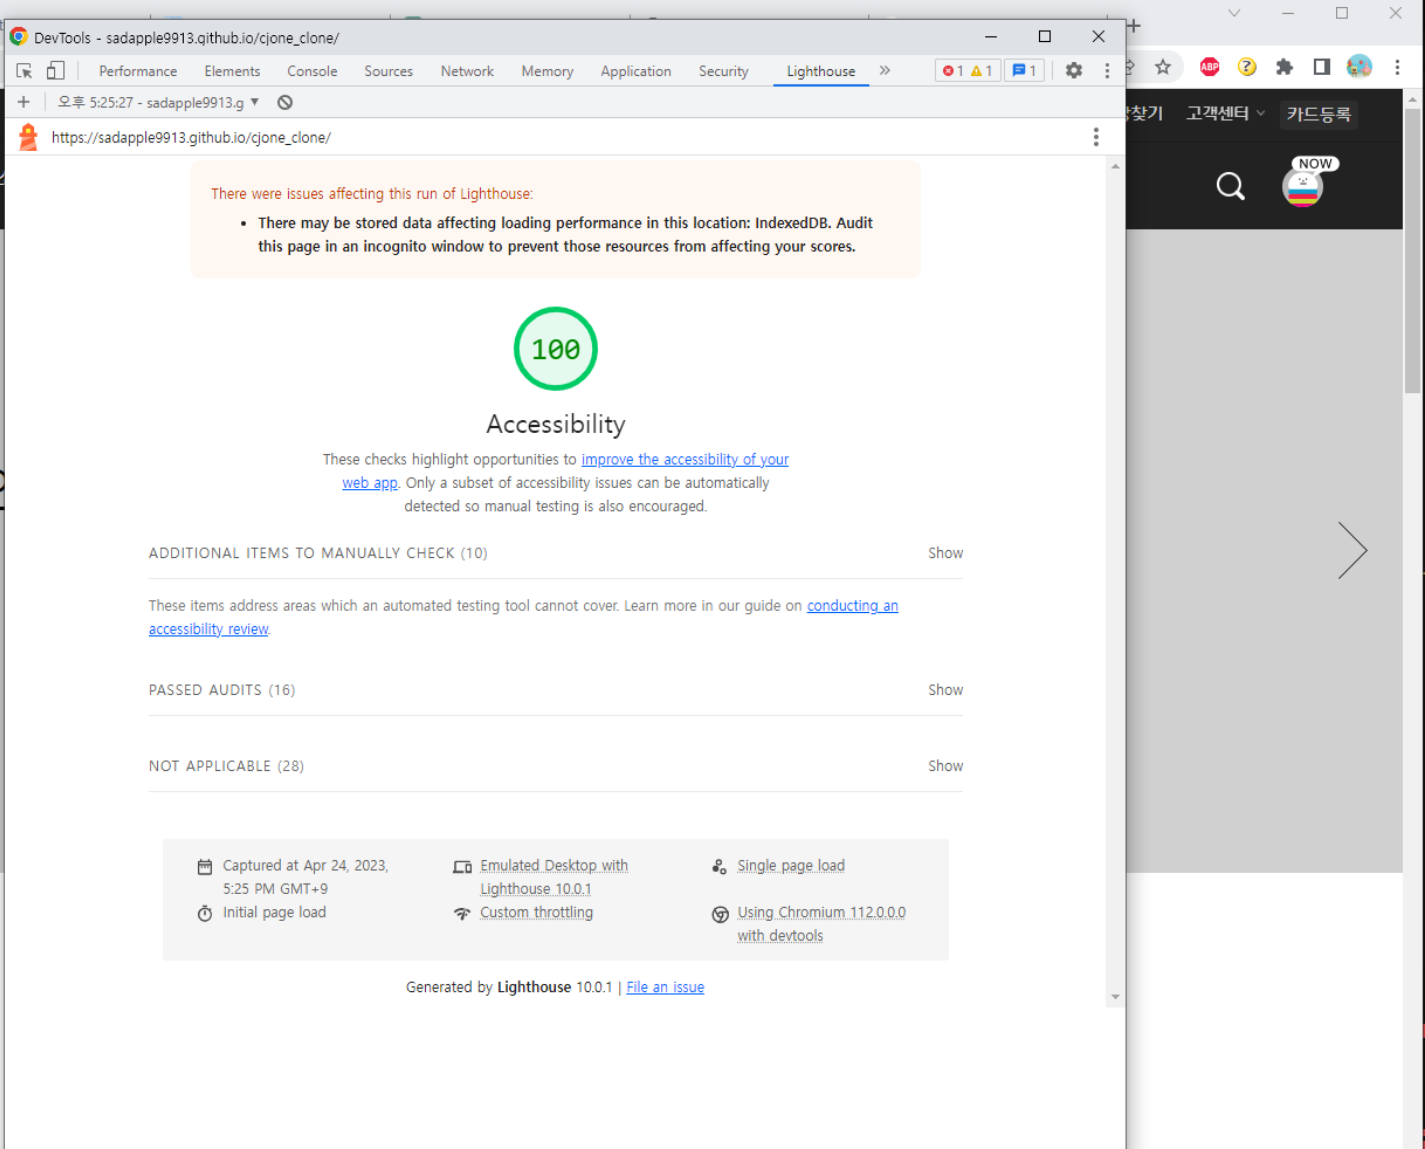 DevTools - sadapple9913.github.io/cjone_clone/
Performance Elements Console Sources Network Memory Application Security Lighthouse » 1 1 1
오후 5:25:27 - sadapple9913.g ▼
https://sadapple9913.github.io/cjone_clone/
There were issues affecting this run of Lighthouse:
• There may be stored data affecting loading performance in this location: IndexedDB. Audit
this page in an incognito window to prevent those resources from affecting your scores.
100
Accessibility
These checks highlight opportunities to improve the accessibility of your
web app. Only a subset of accessibility issues can be automatically
detected so manual testing is also encouraged.
ADDITIONAL ITEMS TO MANUALLY CHECK (10) Show
These items address areas which an automated testing tool cannot cover. Learn more in our guide on conducting an
accessibility review.
PASSED AUDITS (16) Show
NOT APPLICABLE (28) Show
Captured at Apr 24, 2023,
5:25 PM GMT+9
Initial page load
Emulated Desktop with
Lighthouse 10.0.1
Custom throttling
Single page load
Using Chromium 112.0.0.0
with devtools
Generated by Lighthouse 10.0.1 | File an issue
ABP
찾기 고객센터 카드등록
NOW